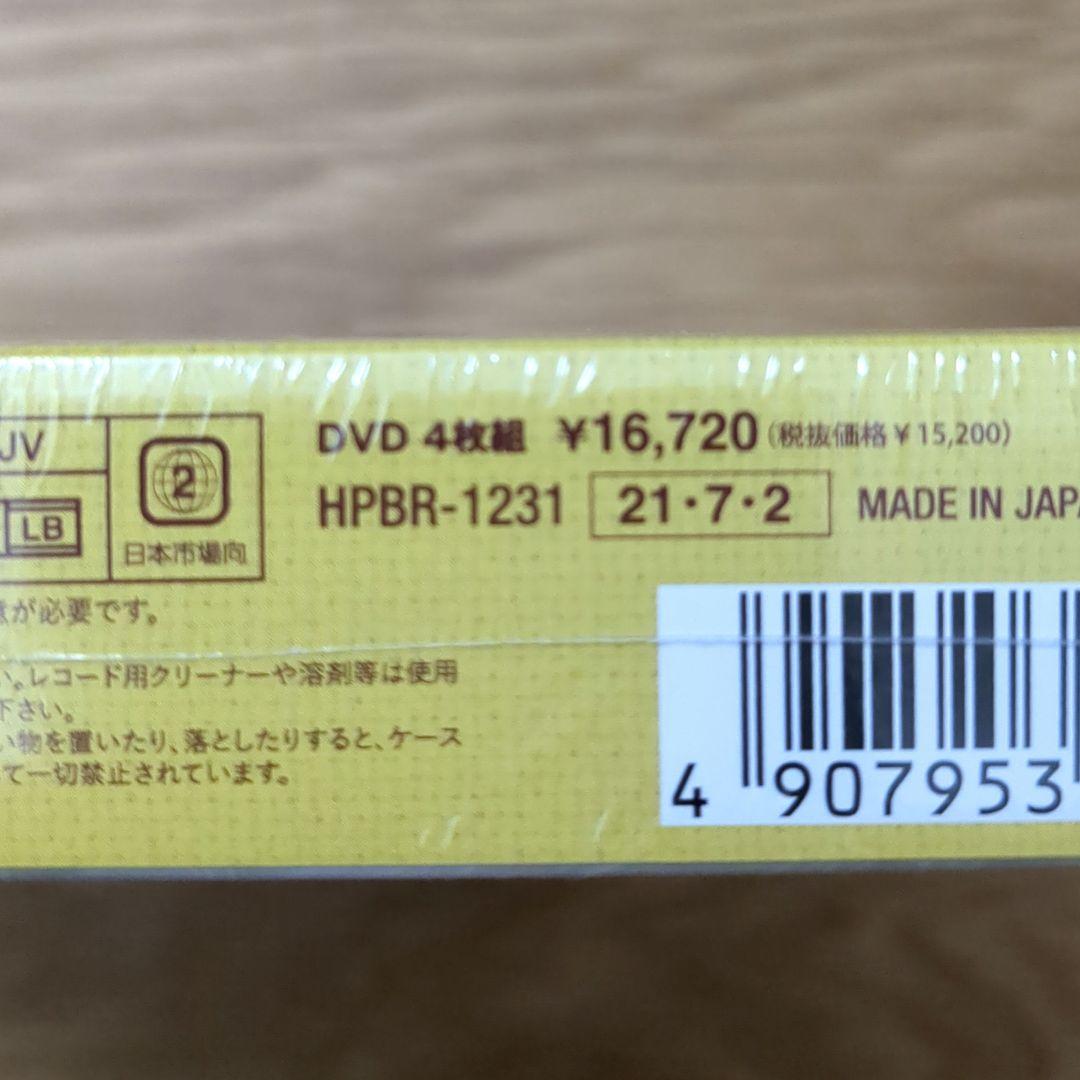 JV
2
LB
日本市場向
DVD 4枚組 ¥16,720 (税抜価格¥15,200)
HPBR-1231 21・7・2 MADE IN JAPA
意が必要です。
い。レコード用クリーナーや溶剤等は使用
下さい。
い物を置いたり、落としたりすると、ケース
て一切禁止されています。
4 907953